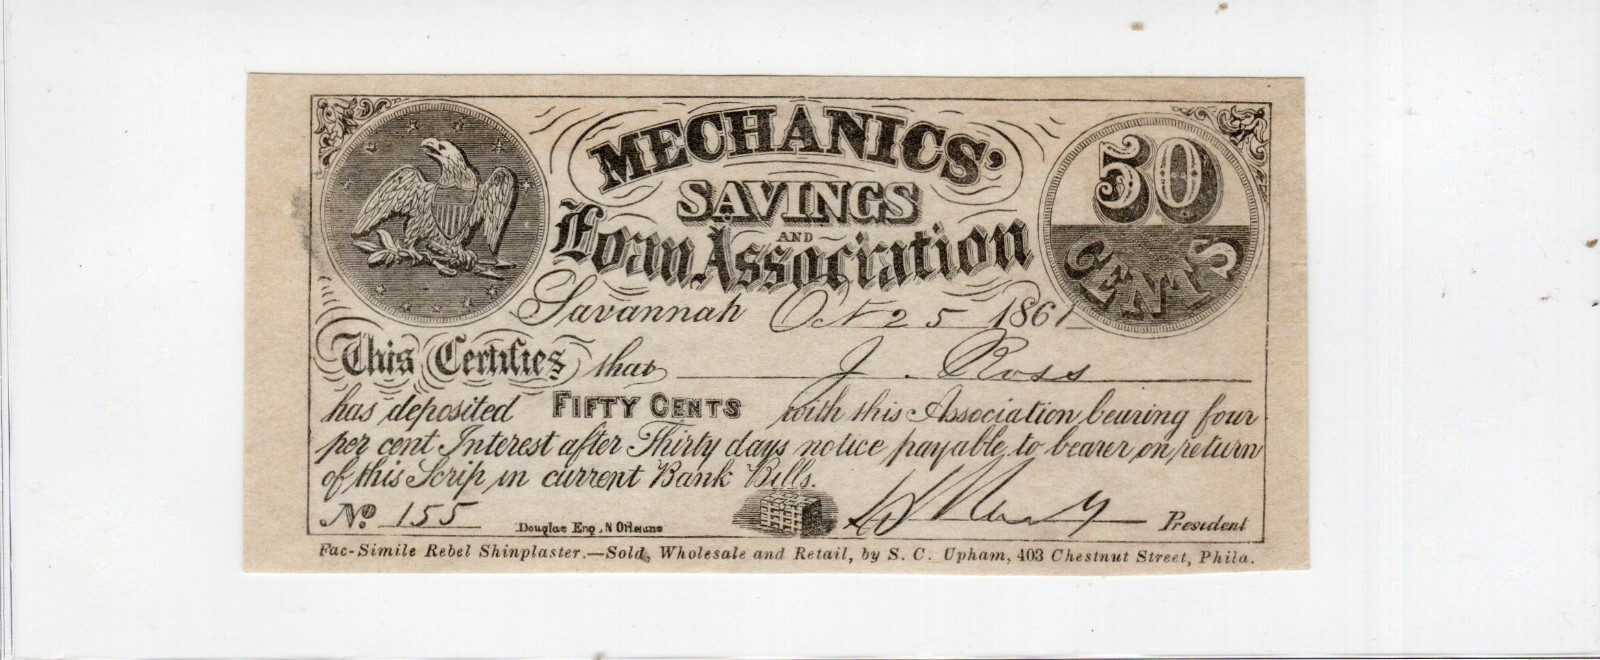 MECHANICS'
SAVINGS
AND
Loan Association
50
CENTS
Savannah Oct 25 1861
This Certifies that J. Ross
has deposited FIFTY CENTS with this Association bearing four
per cent Interest after Thirty days notice payable to bearer on return
of this Scrip in current Bank Bills.
No 155
Douglas Eng. N Orleans
President
Fac-Simile Rebel Shinplaster.—Sold, Wholesale and Retail, by S. C. Upham, 403 Chestnut Street, Phila.